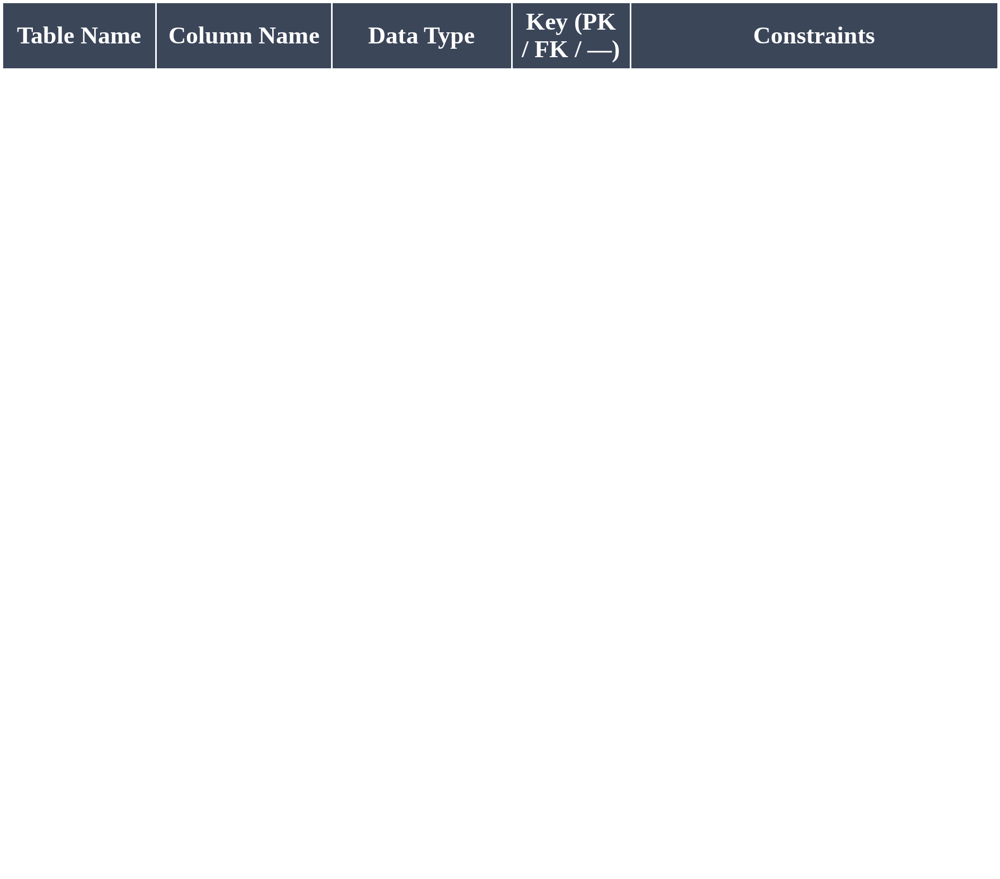 Table Name
Column Name
Data Type
Key (PK
/ FK / —)
Constraints